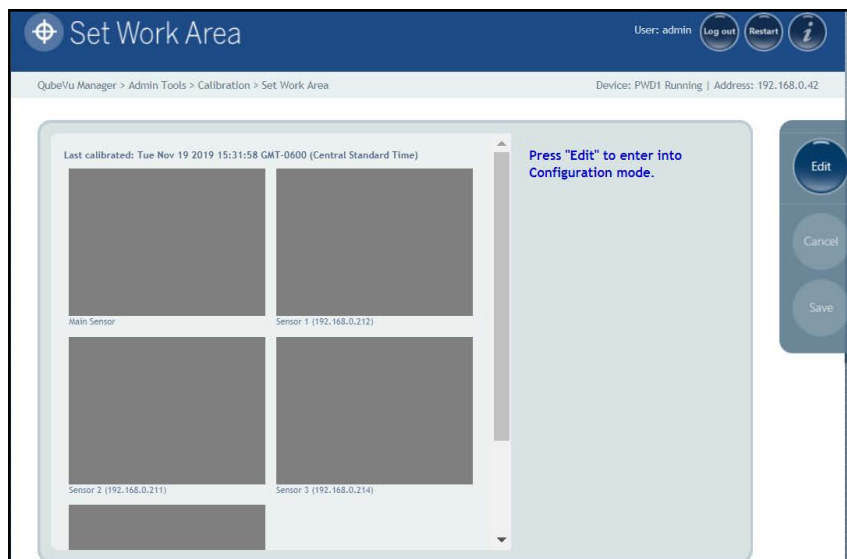 Set Work Area
User: admin
Log out
Restart
i
QubeVu Manager > Admin Tools > Calibration > Set Work Area
Device: PWD1 Running | Address: 192.168.0.42
Last calibrated: Tue Nov 19 2019 15:31:58 GMT-0600 (Central Standard Time)
Main Sensor
Sensor 1 (192.168.0.212)
Sensor 2 (192.168.0.211)
Sensor 3 (192.168.0.214)
Press "Edit" to enter into
Configuration mode.
Edit
Cancel
Save